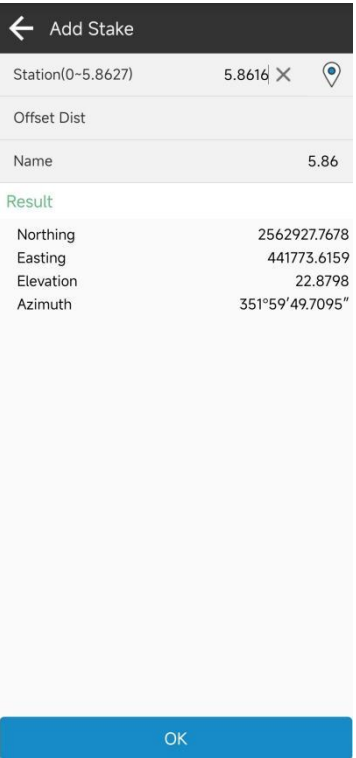 Add Stake
Station(0~5.8627) 5.8616
Offset Dist
Name 5.86
Result
Northing 2562927.7678
Easting 441773.6159
Elevation 22.8798
Azimuth 351°59′49.7095″
OK